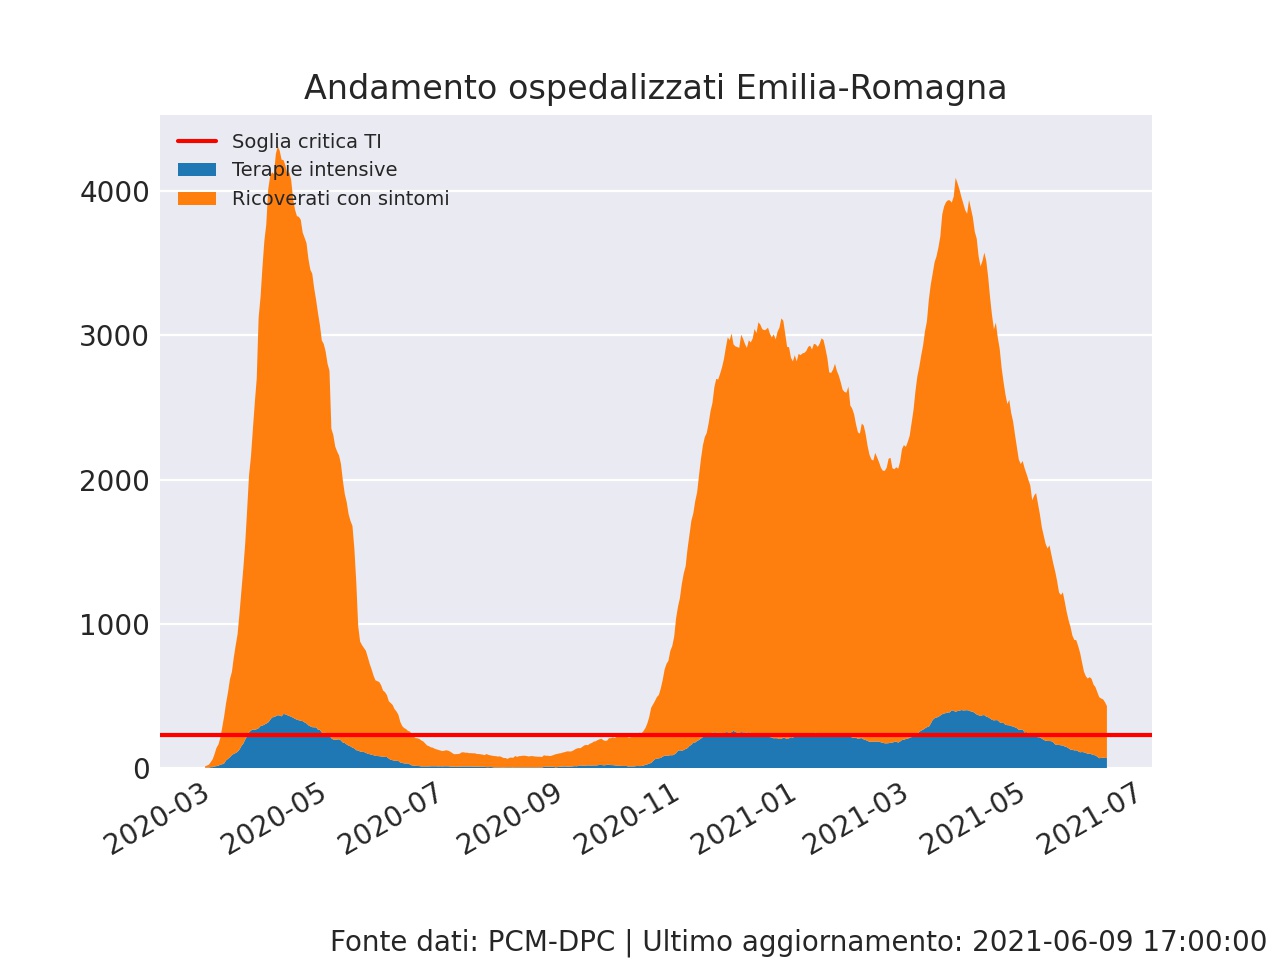 Andamento ospedalizzati Emilia-Romagna
Soglia critica TI
Terapie intensive
Ricoverati con sintomi
4000
3000
2000
1000
0
2020-03
2020-05
2020-07
2020-09
2020-11
2021-01
2021-03
2021-05
2021-07
Fonte dati: PCM-DPC | Ultimo aggiornamento: 2021-06-09 17:00:00